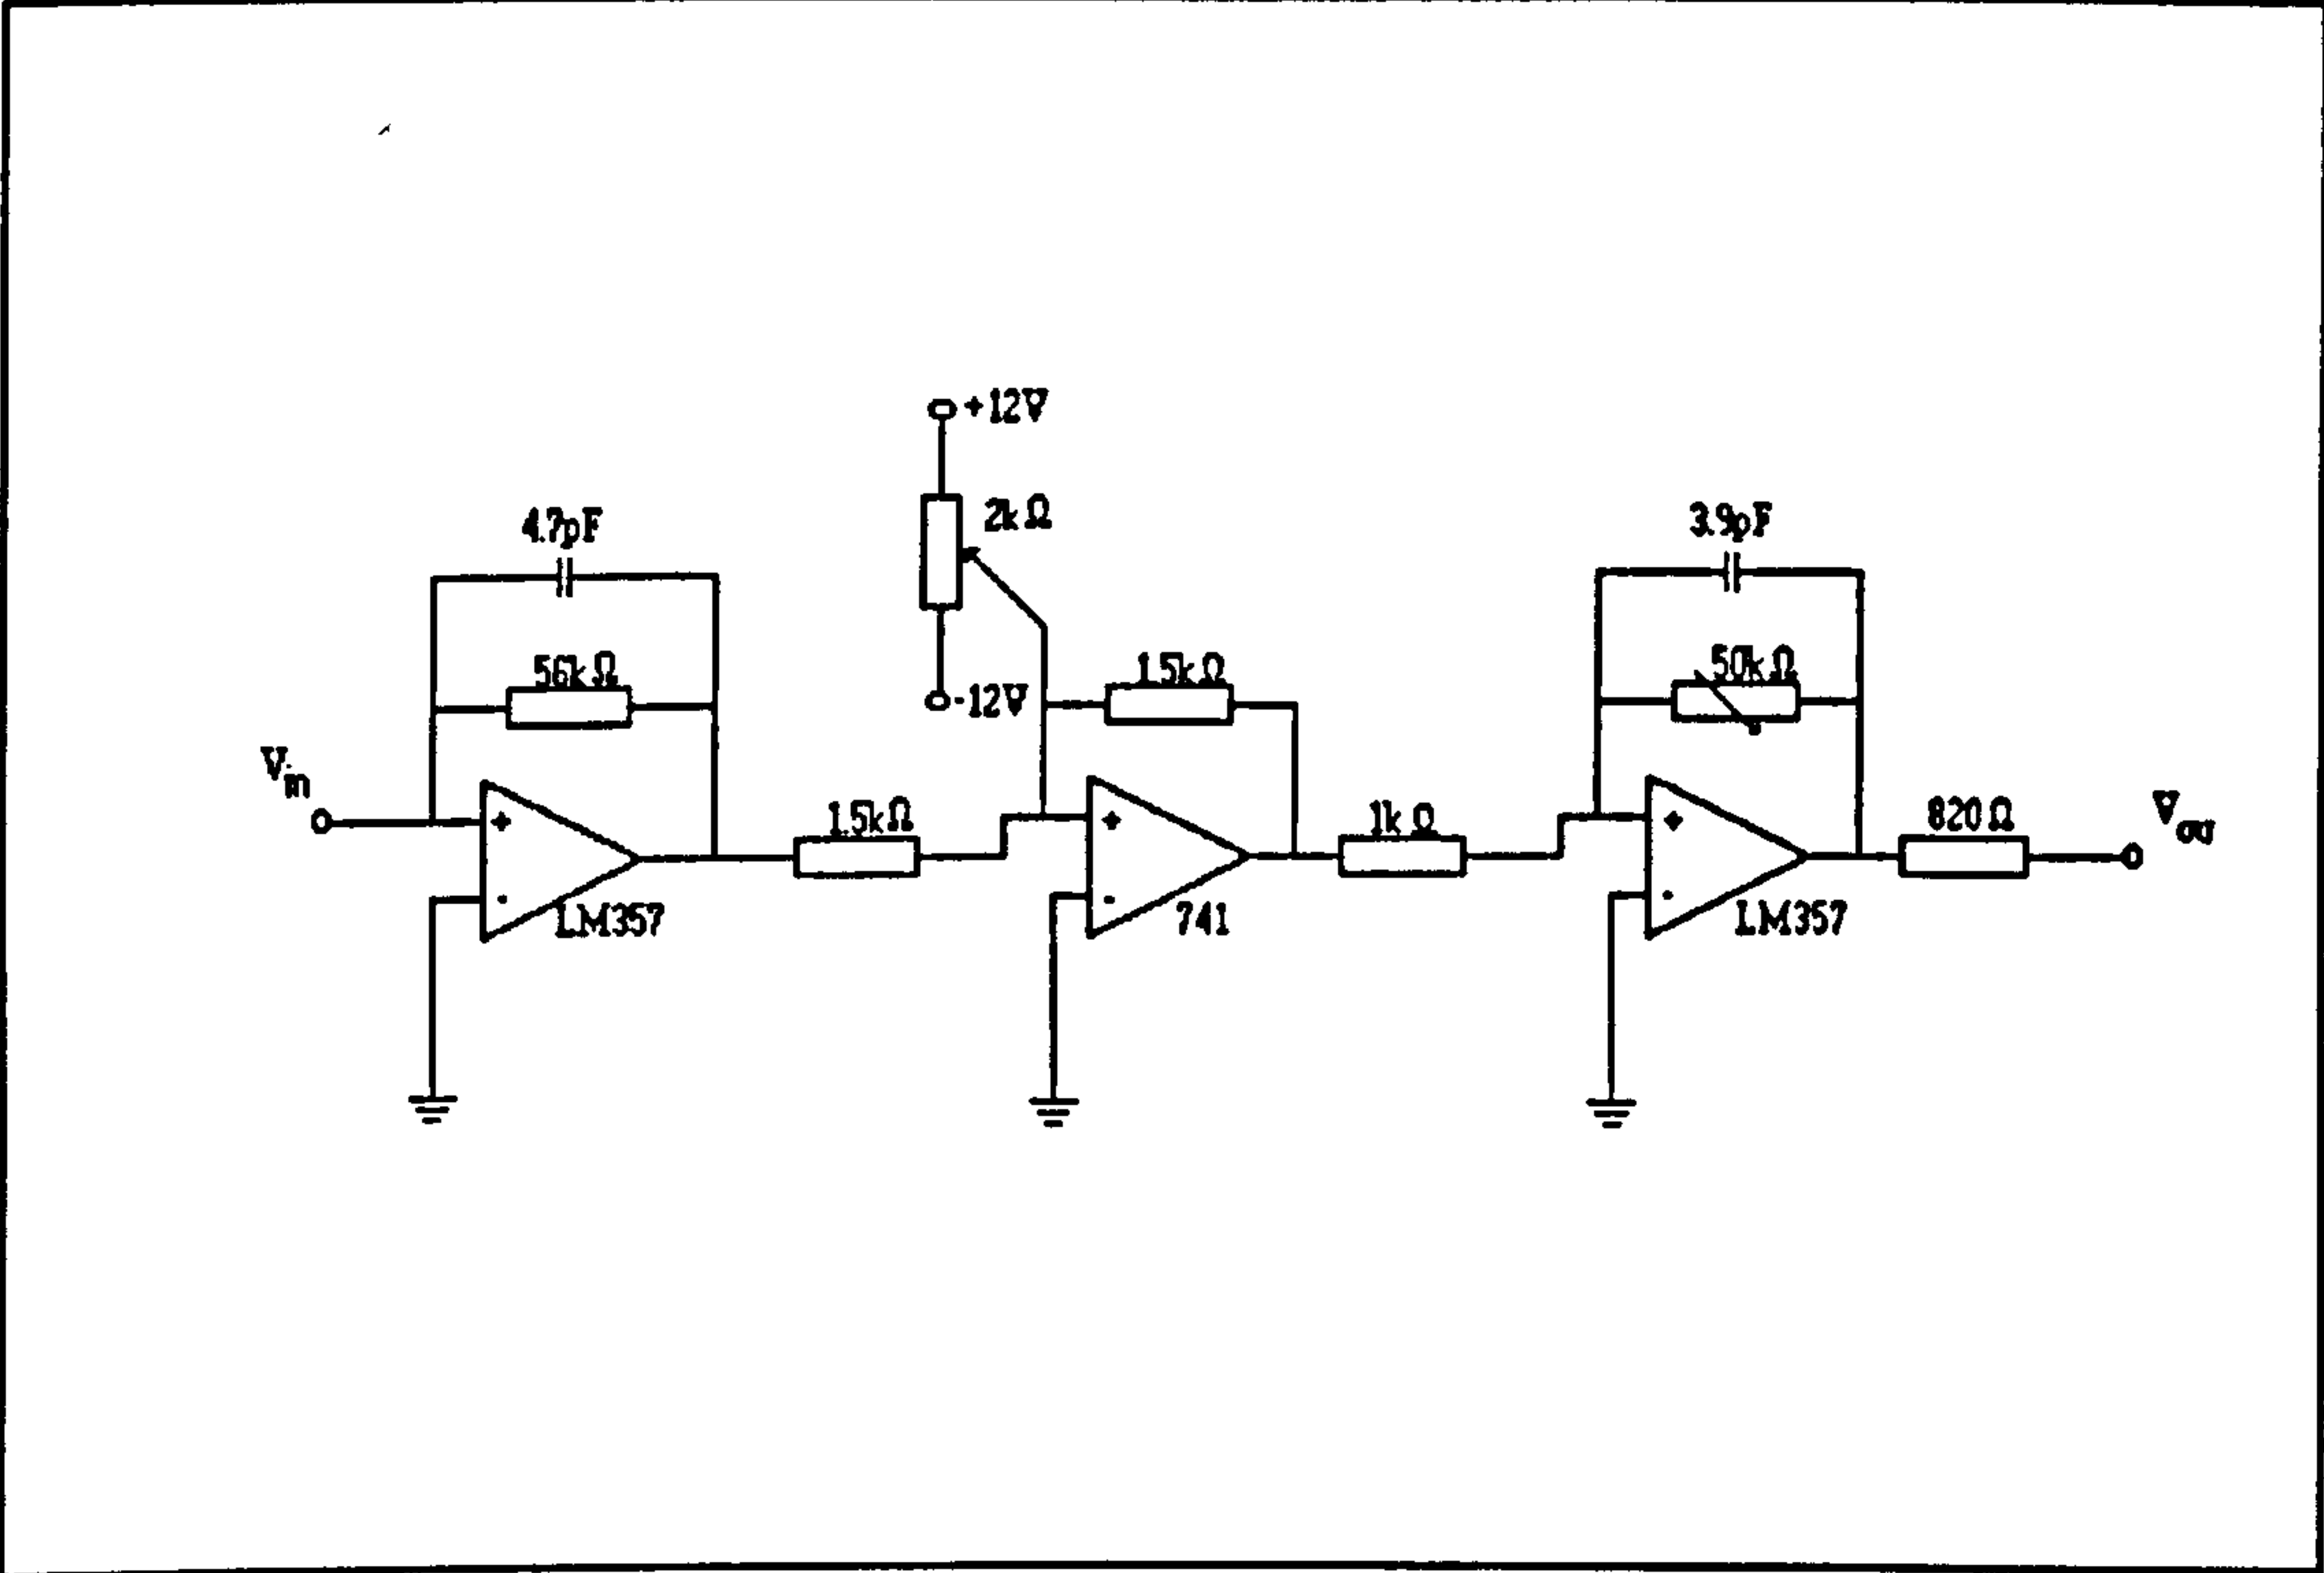 +12V
2kΩ
4.7pF
3.9pF
56kΩ
-12V
1.5kΩ
50kΩ
Vin
+
1.5kΩ
+
1kΩ
+
820Ω
Vou
-
LM357
-
741
-
LM357